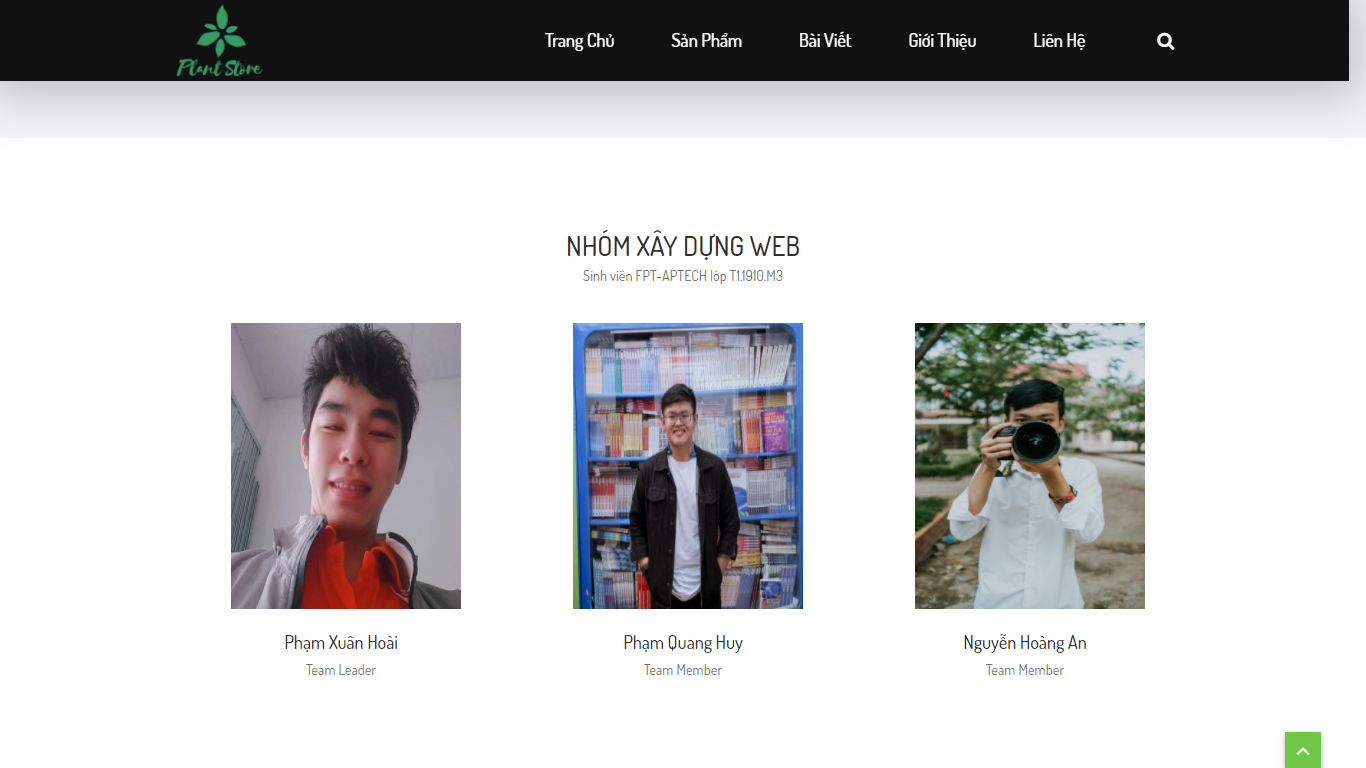 Plant Store
Trang Chủ
Sản Phẩm
Bài Viết
Giới Thiệu
Liên Hệ
NHÓM XÂY DỰNG WEB
Sinh viên FPT-APTECH lớp T1.1910.M3
Phạm Xuân Hoài
Phạm Quang Huy
Nguyễn Hoàng An
Team Leader
Team Member
Team Member